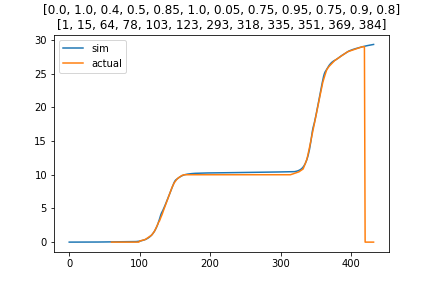 [0.0, 1.0, 0.4, 0.5, 0.85, 1.0, 0.05, 0.75, 0.95, 0.75, 0.9, 0.8]
[1, 15, 64, 78, 103, 123, 293, 318, 335, 351, 369, 384]
30
sim
actual
25
20
15
10
5
0
0 100 200 300 400